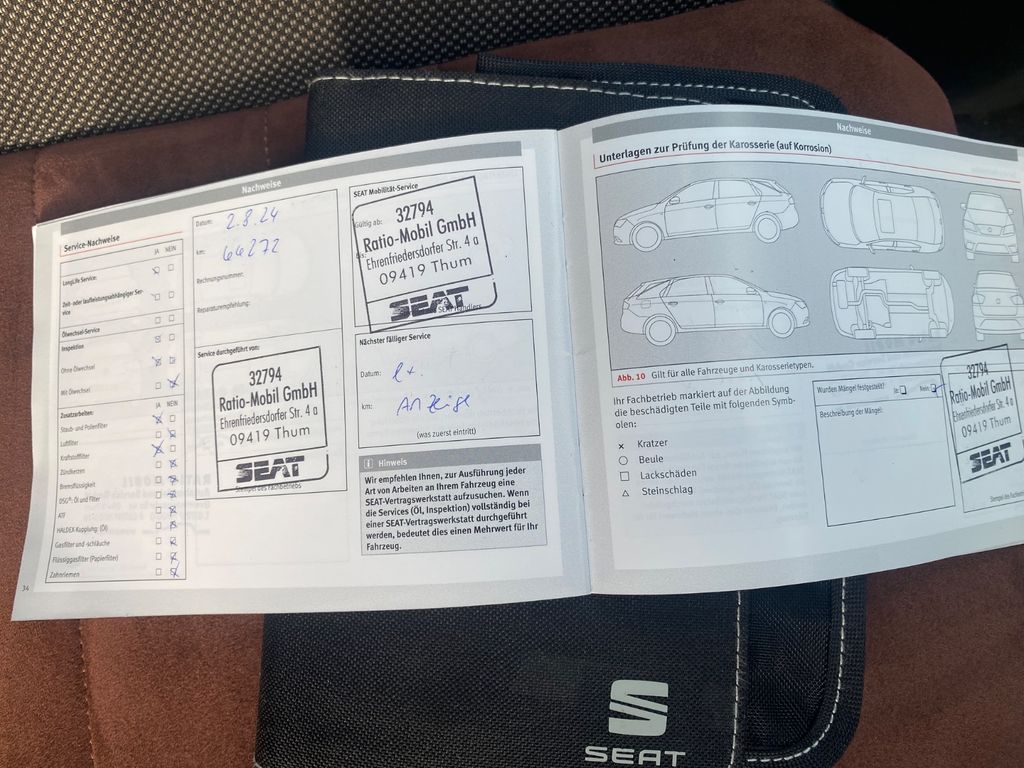 Nachweise
Service-Nachweise
JA NEIN
LongLife Service:
Zeit- oder laufleistungsabhängiger Ser-
vice
Ölwechsel-Service
Inspektion
Ohne Ölwechsel
Mit Ölwechsel
Zusatzarbeiten:
JA NEIN
Staub- und Pollenfilter
Luftfilter
Kraftstofffilter
Zündkerzen
Bremsflüssigkeit
DSG®: Öl und Filter
ATF
HALDEX-Kupplung: (Öl)
Gasfilter und -schläuche
Flüssiggasfilter (Papierfilter)
Zahnriemen
34
Datum: 2.8.24
km: 66272
Rechnungsnummer:
Reparaturempfehlung:
Service durchgeführt von:
32794
Ratio-Mobil GmbH
Ehrenfriedersdorfer Str. 4 a
09419 Thum
SEAT
Stempel des Fachbetriebs
SEAT Mobilität-Service
Gültig ab:
Bis:
32794
Ratio-Mobil GmbH
Ehrenfriedersdorfer Str. 4 a
09419 Thum
SEAT
Nächster fälliger Service
Datum:
km: Anzeige
(was zuerst eintritt)
Hinweis
Wir empfehlen Ihnen, zur Ausführung jeder
Art von Arbeiten an Ihrem Fahrzeug eine
SEAT-Vertragswerkstatt aufzusuchen. Wenn
die Services (Öl, Inspektion) vollständig bei
einer SEAT-Vertragswerkstatt durchgeführt
werden, bedeutet dies einen Mehrwert für Ihr
Fahrzeug.
Nachweise
Unterlagen zur Prüfung der Karosserie (auf Korrosion)
Abb. 10 Gilt für alle Fahrzeuge und Karosserietypen.
Ihr Fachbetrieb markiert auf der Abbildung
die beschädigten Teile mit folgenden Symb-
olen:
× Kratzer
○ Beule
□ Lackschäden
△ Steinschlag
Wurden Mängel festgestellt? Ja: Nein:
Beschreibung der Mängel:
32794
Ratio-Mobil GmbH
Ehrenfriedersdorfer Str.
09419 Thum
SEAT
SEAT